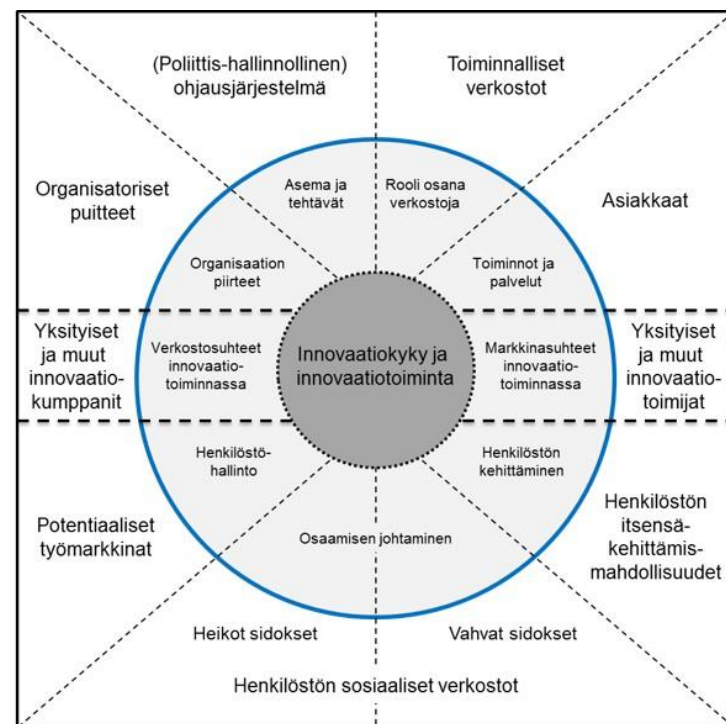 (Poliittis-hallinnollinen)
ohjausjärjestelmä
Toiminnalliset
verkostot
Organisatoriset
puitteet
Asema ja
tehtävät
Rooli osana
verkostoja
Asiakkaat
Organisaation
piirteet
Toiminnot ja
palvelut
Yksityiset
ja muut
innovaatio-
kumppanit
Verkostosuhteet
innovaatio-
toiminnassa
Innovaatiokyky ja
innovaatiotoiminta
Markkinasuhteet
innovaatio-
toiminnassa
Yksityiset
ja muut
innovaatio-
toimijat
Henkilöstö-
hallinto
Henkilöstön
kehittäminen
Potentiaaliset
työmarkkinat
Osaamisen johtaminen
Henkilöstön
itsensä-
kehittämis-
mahdollisuudet
Heikot sidokset
Vahvat sidokset
Henkilöstön sosiaaliset verkostot